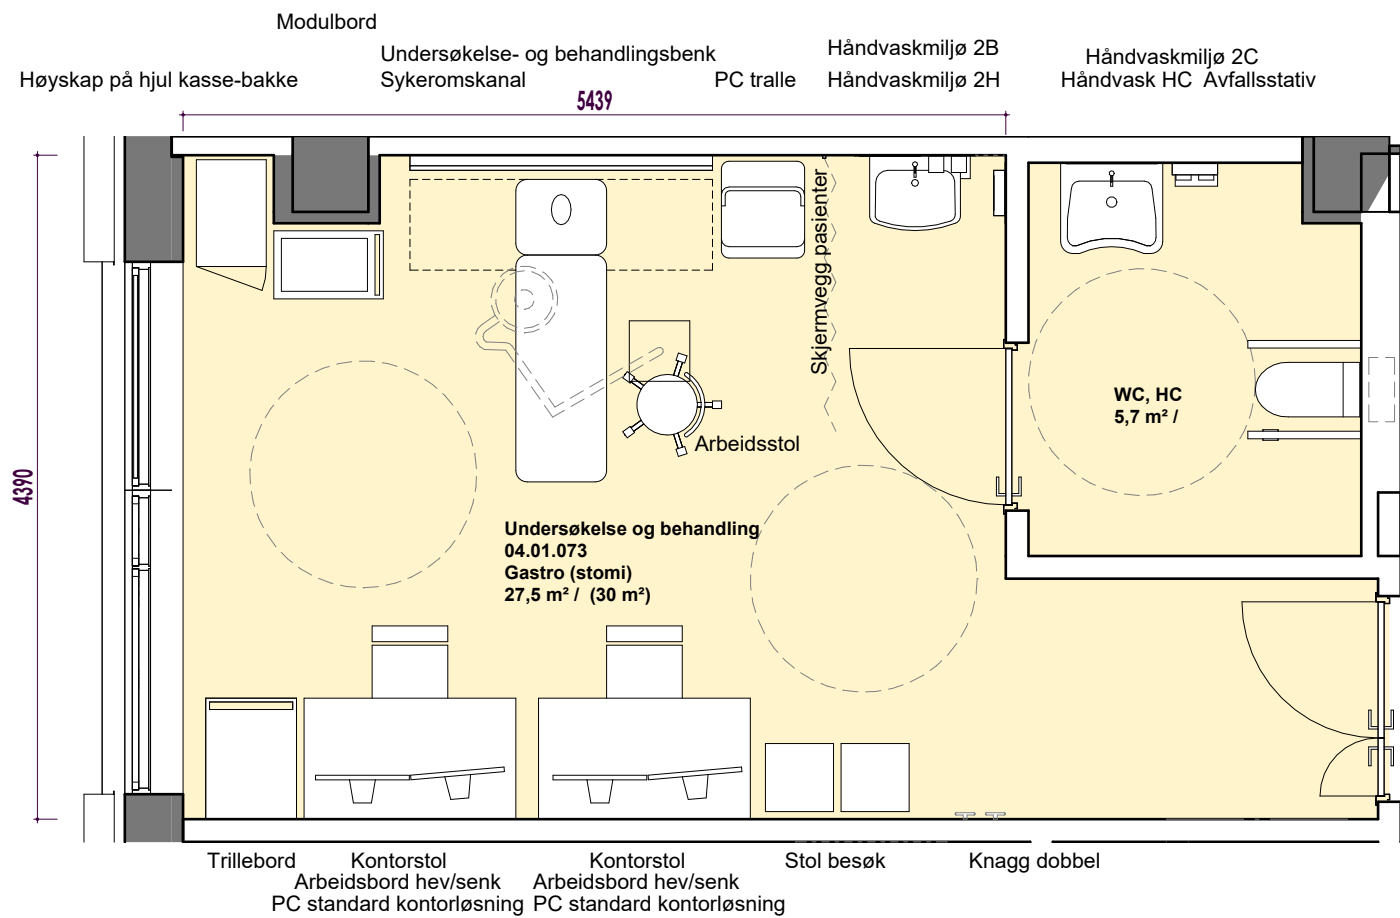 Modulbord
Undersøkelse- og behandlingsbenk
Håndvaskmiljø 2B
Håndvaskmiljø 2C
Høyskap på hjul kasse-bakke
Sykeromskanal
PC tralle
Håndvaskmiljø 2H
Håndvask HC Avfallsstativ
5439
Skjermvegg pasienter
WC, HC
5,7 m² /
Arbeidsstol
4390
Undersøkelse og behandling
04.01.073
Gastro (stomi)
27,5 m² / (30 m²)
Trillebord
Kontorstol
Arbeidsbord hev/senk
PC standard kontorløsning
Kontorstol
Arbeidsbord hev/senk
PC standard kontorløsning
Stol besøk
Knagg dobbel